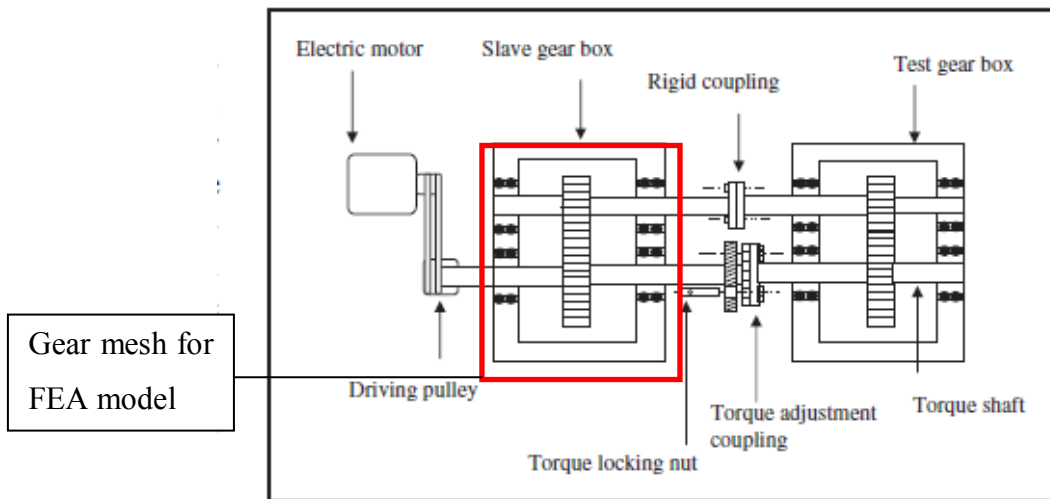 Electric motor
Slave gear box
Rigid coupling
Test gear box
Gear mesh for
FEA model
Driving pulley
Torque locking nut
Torque adjustment
coupling
Torque shaft